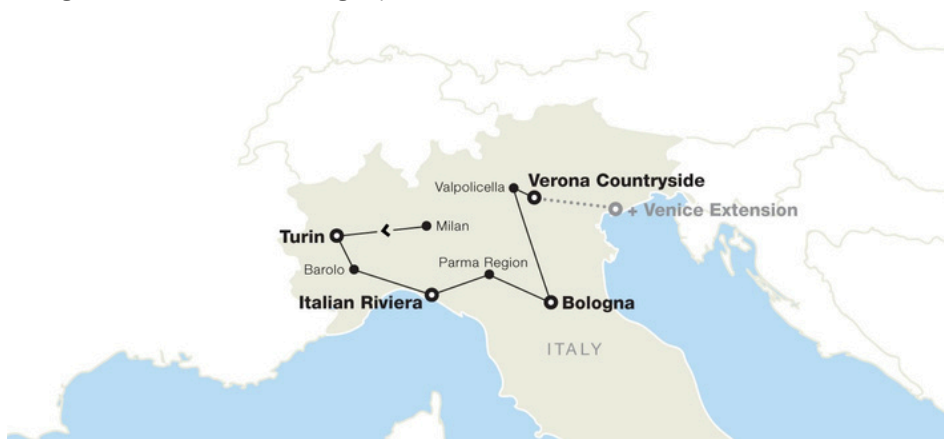 Valpolicella
Verona Countryside
+ Venice Extension
Milan
Turin
Parma Region
Barolo
Italian Riviera
Bologna
ITALY